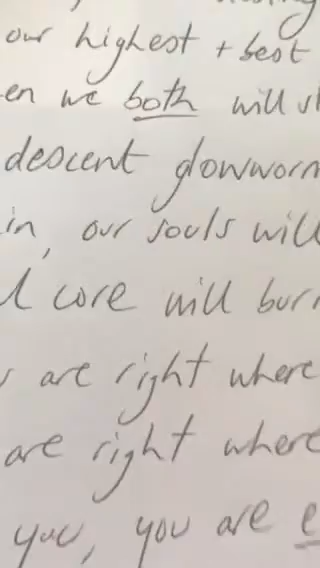 our highest + best
en we both will
descent glowworm
in, our souls will
core will bur
are right where
are right where
you, you are